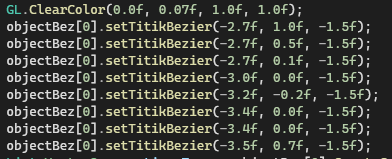 GL.ClearColor(0.0f, 0.07f, 1.0f, 1.0f);
objectBez[0].setTitikBezier(-2.7f, 1.0f, -1.5f);
objectBez[0].setTitikBezier(-2.7f, 0.5f, -1.5f);
objectBez[0].setTitikBezier(-2.7f, 0.1f, -1.5f);
objectBez[0].setTitikBezier(-3.0f, 0.0f, -1.5f);
objectBez[0].setTitikBezier(-3.2f, -0.2f, -1.5f);
objectBez[0].setTitikBezier(-3.4f, 0.0f, -1.5f);
objectBez[0].setTitikBezier(-3.4f, 0.0f, -1.5f);
objectBez[0].setTitikBezier(-3.5f, 0.7f, -1.5f);